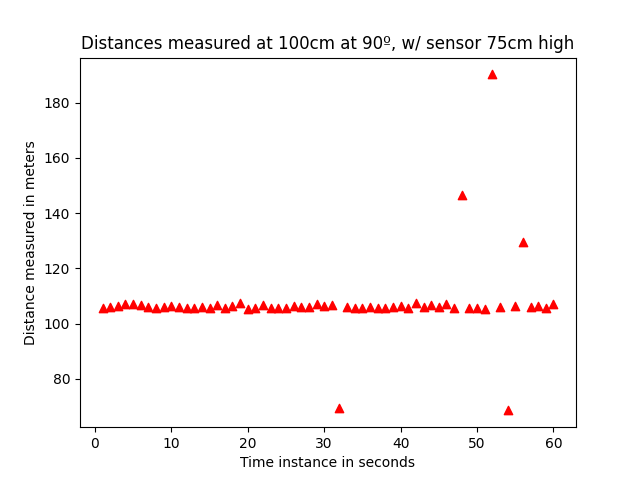 Distances measured at 100cm at 90º, w/ sensor 75cm high
Distance measured in meters
180
160
140
120
100
80
0 10 20 30 40 50 60
Time instance in seconds